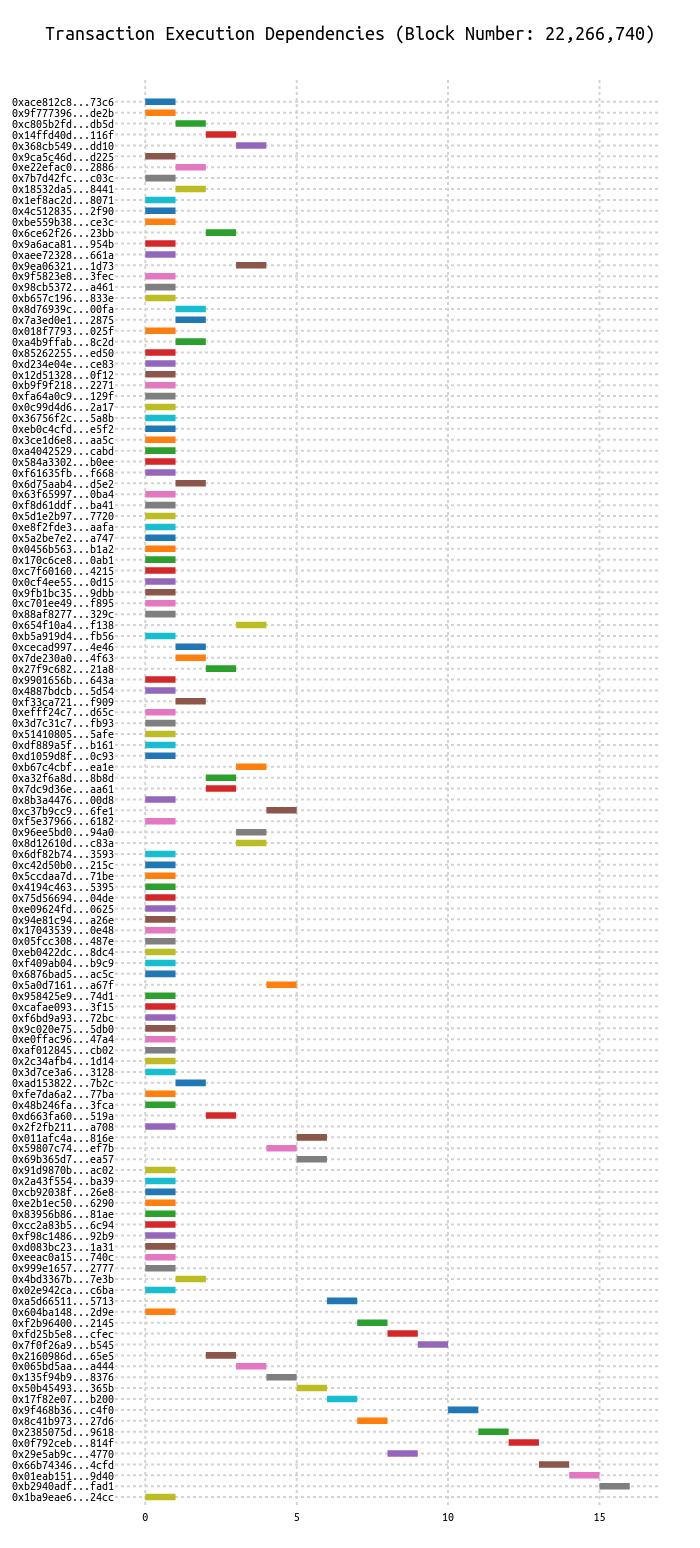 Transaction Execution Dependencies (Block Number: 22,266,740)
0xace812c8...73c6
0x9f777396...de2b
0xc805b2fd...db5d
0x14ffd40d...116f
0x368cb549...dd10
0x9ca5c46d...d225
0xe22efac0...2886
0x7b7d42fc...c03c
0x18532da5...8441
0x1ef8ac2d...8071
0x4c512835...2f90
0xbe559b38...ce3c
0x6ce62f26...23bb
0x9a6aca81...954b
0xaee72328...661a
0x9ea06321...1d73
0x9f5823e8...3fec
0x98cb5372...a461
0xb657c196...833e
0x8d76939c...00fa
0x7a3ed0e1...2875
0x018f7793...025f
0xa4b9ffab...8c2d
0x85262255...ed50
0xd234e04e...ce83
0x12d51328...0f12
0xb9f9f218...2271
0xfa64a0c9...129f
0x0c99d4d6...2a17
0x36756f2c...5a8b
0xeb0c4cfd...e5f2
0x3ce1d6e8...aa5c
0xa4042529...cabd
0x584a3302...b0ee
0xf61635fb...f668
0x6d75aab4...d5e2
0x63f65997...0ba4
0xf8d61ddf...ba41
0x5d1e2b97...7720
0xe8f2fde3...aafa
0x5a2be7e2...a747
0x0456b563...b1a2
0x170c6ce8...0ab1
0xc7f60160...4215
0x0cf4ee55...0d15
0x9fb1bc35...9dbb
0xc701ee49...f895
0x88af8277...329c
0x654f10a4...f138
0xb5a919d4...fb56
0xcecad997...4e46
0x7de230a0...4f63
0x27f9c682...21a8
0x9901656b...643a
0x4887bdcb...5d54
0xf33ca721...f909
0xefff24c7...d65c
0x3d7c31c7...fb93
0x51410805...5afe
0xdf889a5f...b161
0xd1059d8f...0c93
0xb67c4cbf...ea1e
0xa32f6a8d...8b8d
0x7dc9d36e...aa61
0x8b3a4476...00d8
0xc37b9cc9...6fe1
0xf5e37966...6182
0x96ee5bd0...94a0
0x8d12610d...c83a
0x6df82b74...3593
0xc42d50b0...215c
0x5ccdaa7d...71be
0x4194c463...5395
0x75d56694...04de
0xe09624fd...0625
0x94e81c94...a26e
0x17043539...0e48
0x05fcc308...487e
0xeb0422dc...8dc4
0xf409ab04...b9c9
0x6876bad5...ac5c
0x5a0d7161...a67f
0x958425e9...74d1
0xcafae093...3f15
0xf6bd9a93...72bc
0x9c020e75...5db0
0xe0ffac96...47a4
0xaf012845...cb02
0x2c34afb4...1d14
0x3d7ce3a6...3128
0xad153822...7b2c
0xfe7da6a2...77ba
0x48b246fa...3fca
0xd663fa60...519a
0x2f2fb211...a708
0x011afc4a...816e
0x59807c74...ef7b
0x69b365d7...ea57
0x91d9870b...ac02
0x2a43f554...ba39
0xcb92038f...26e8
0xe2b1ec50...6290
0x83956b86...81ae
0xcc2a83b5...6c94
0xf98c1486...92b9
0xd083bc23...1a31
0xeeac0a15...740c
0x999e1657...2777
0x4bd3367b...7e3b
0x02e942ca...c6ba
0xa5d66511...5713
0x604ba148...2d9e
0xf2b96400...2145
0xfd25b5e8...cfec
0x7f0f26a9...b545
0x2160986d...65e5
0x065bd5aa...a444
0x135f94b9...8376
0x50b45493...365b
0x17f82e07...b200
0x9f468b36...c4f0
0x8c41b973...27d6
0x2385075d...9618
0x0f792ceb...814f
0x29e5ab9c...4770
0x66b74346...4cfd
0x01eab151...9d40
0xb2940adf...fad1
0x1ba9eae6...24cc
0 5 10 15